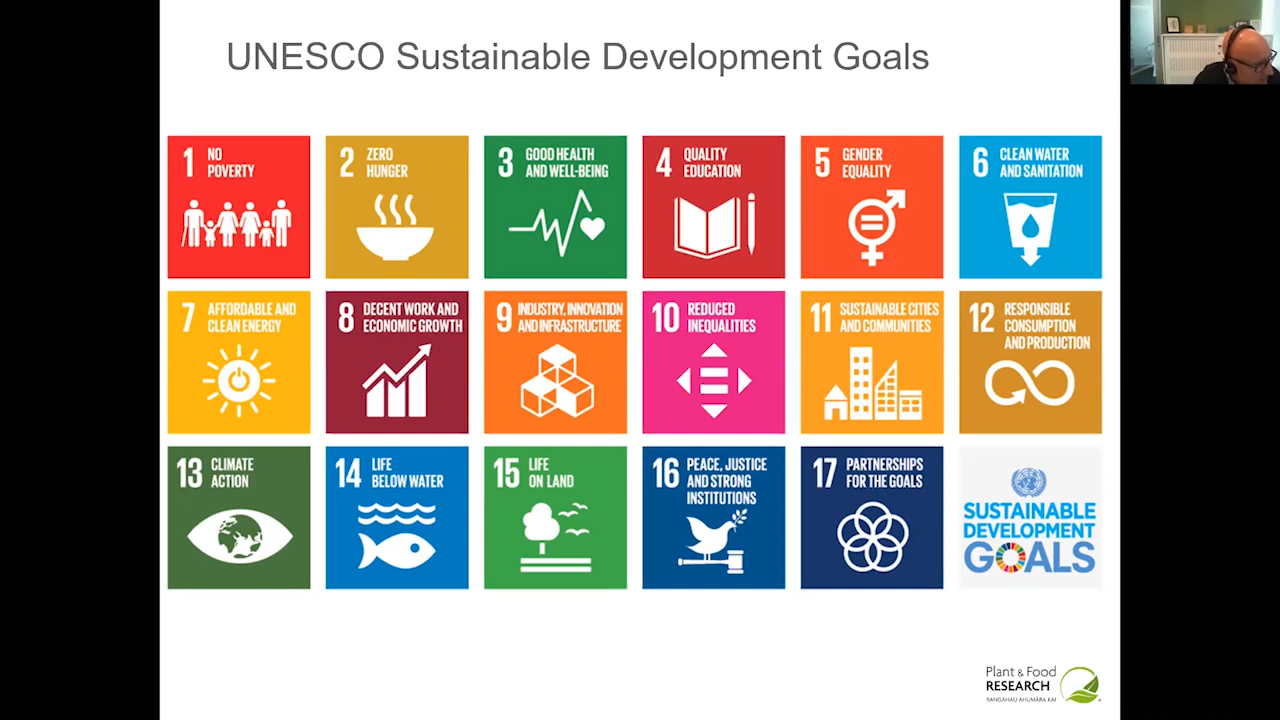 UNESCO Sustainable Development Goals
1 NO
POVERTY
2 ZERO
HUNGER
3 GOOD HEALTH
AND WELL-BEING
4 QUALITY
EDUCATION
5 GENDER
EQUALITY
6 CLEAN WATER
AND SANITATION
7 AFFORDABLE AND
CLEAN ENERGY
8 DECENT WORK AND
ECONOMIC GROWTH
9 INDUSTRY, INNOVATION
AND INFRASTRUCTURE
10 REDUCED
INEQUALITIES
11 SUSTAINABLE CITIES
AND COMMUNITIES
12 RESPONSIBLE
CONSUMPTION
AND PRODUCTION
13 CLIMATE
ACTION
14 LIFE
BELOW WATER
15 LIFE
ON LAND
16 PEACE, JUSTICE
AND STRONG
INSTITUTIONS
17 PARTNERSHIPS
FOR THE GOALS
SUSTAINABLE
DEVELOPMENT
GOALS
Plant & Food
RESEARCH
RANGAHAU AHUMĀRA KAI